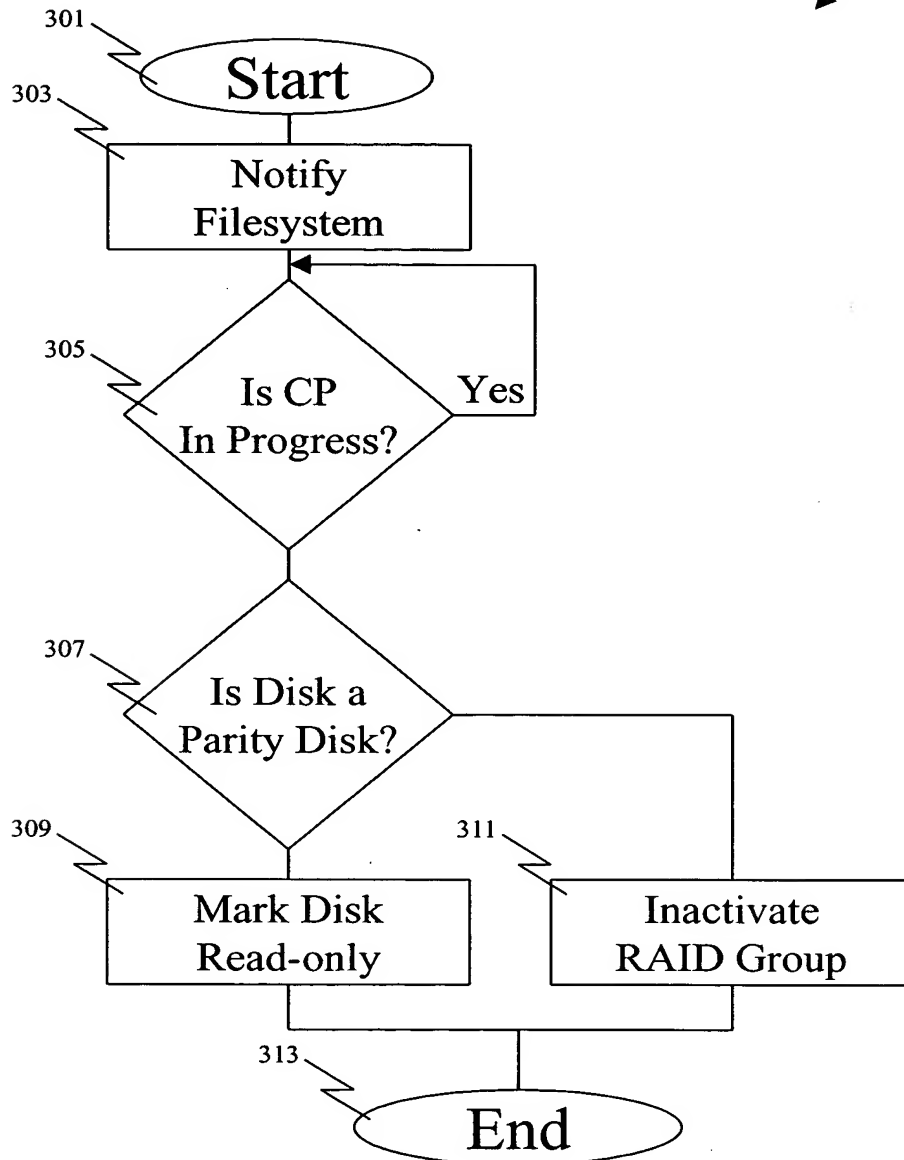 301
Start
303
Notify
Filesystem
305
Is CP
In Progress?
Yes
307
Is Disk a
Parity Disk?
309
Mark Disk
Read-only
311
Inactivate
RAID Group
313
End